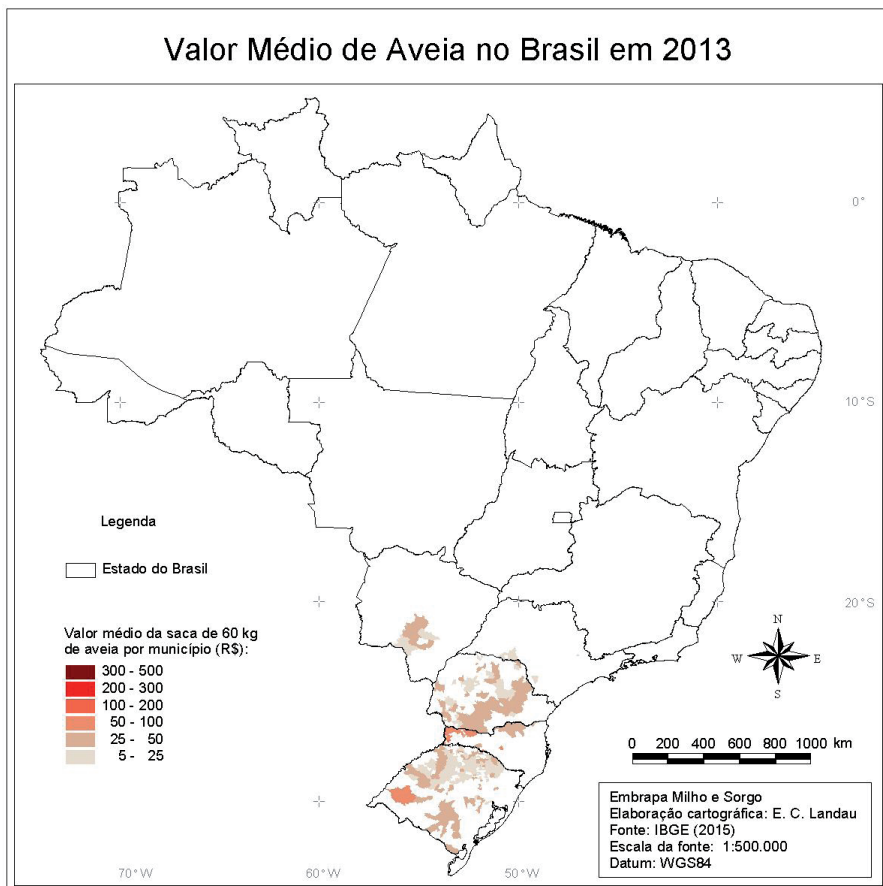 Valor Médio de Aveia no Brasil em 2013
0°
10°S
Legenda
Estado do Brasil
20°S
Valor médio da saca de 60 kg
de aveia por município (R$):
300 - 500
200 - 300
100 - 200
50 - 100
25 - 50
5 - 25
N
W E
S
0 200 400 600 800 1000 km
Embrapa Milho e Sorgo
Elaboração cartográfica: E. C. Landau
Fonte: IBGE (2015)
Escala da fonte: 1:500.000
Datum: WGS84
70°W 60°W 50°W